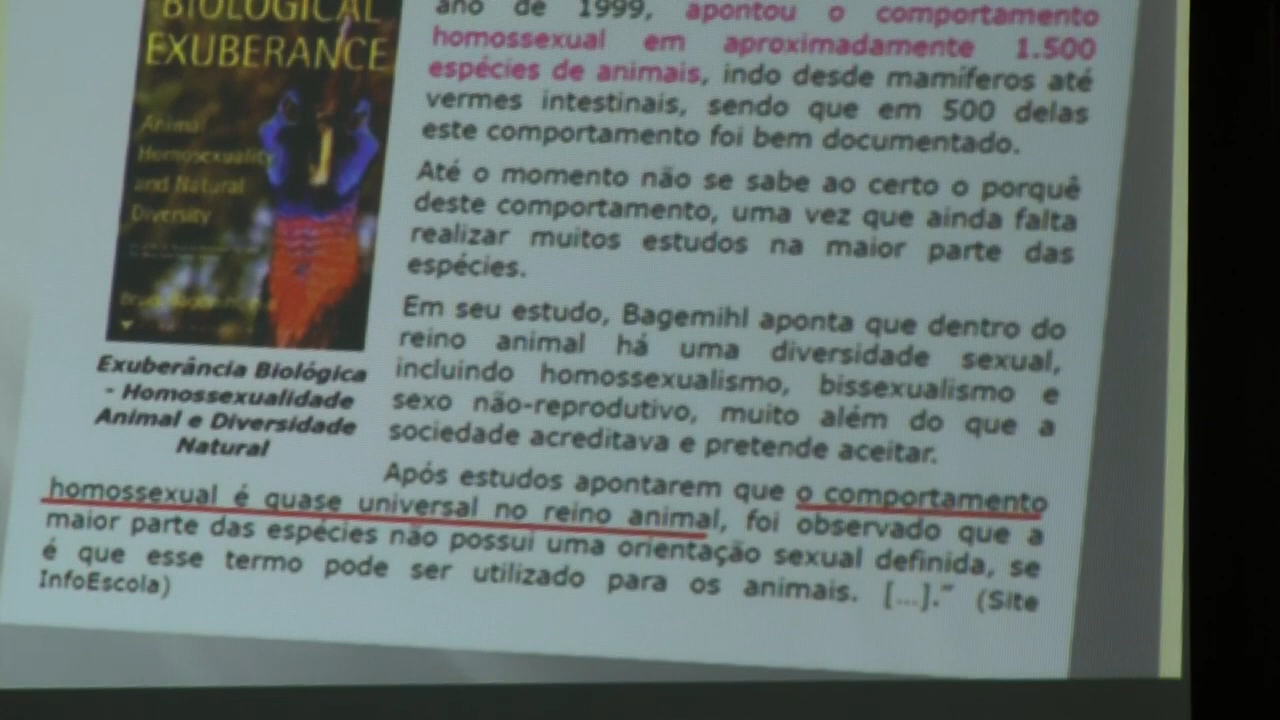 BIOLOGICAL
EXUBERANCE
Animal
Homosexuality
and Natural
Diversity
Exuberância Biológica
- Homossexualidade
Animal e Diversidade
Natural
ano de 1999, apontou o comportamento
homossexual em aproximadamente 1.500
espécies de animais, indo desde mamíferos até
vermes intestinais, sendo que em 500 delas
este comportamento foi bem documentado.
Até o momento não se sabe ao certo o porquê
deste comportamento, uma vez que ainda falta
realizar muitos estudos na maior parte das
espécies.
Em seu estudo, Bagemihl aponta que dentro do
reino animal há uma diversidade sexual,
incluindo homossexualismo, bissexualismo e
sexo não-reprodutivo, muito além do que a
sociedade acreditava e pretende aceitar.
Após estudos apontarem que o comportamento
homossexual é quase universal no reino animal, foi observado que a
maior parte das espécies não possui uma orientação sexual definida, se
é que esse termo pode ser utilizado para os animais. [...].” (Site
InfoEscola)